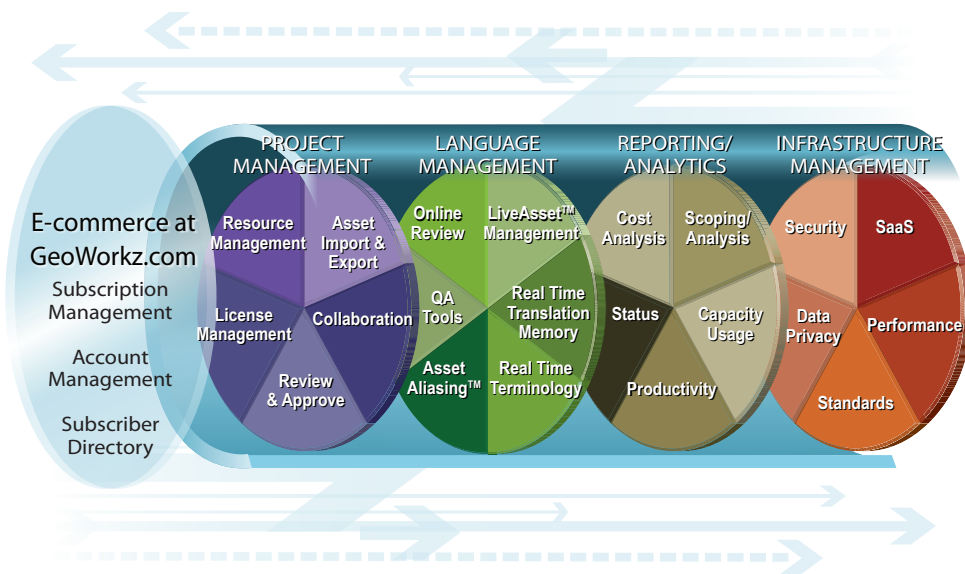 E-commerce at
GeoWorkz.com
Subscription
Management
Account
Management
Subscriber
Directory
PROJECT
MANAGEMENT
Resource
Management
Asset
Import &
Export
License
Management
Collaboration
Review
& Approve
LANGUAGE
MANAGEMENT
Online
Review
LiveAsset™
Management
QA
Tools
Real Time
Translation
Memory
Asset
Aliasing™
Real Time
Terminology
REPORTING/
ANALYTICS
Cost
Analysis
Scoping/
Analysis
Status
Capacity
Usage
Productivity
INFRASTRUCTURE
MANAGEMENT
Security
SaaS
Data
Privacy
Performance
Standards